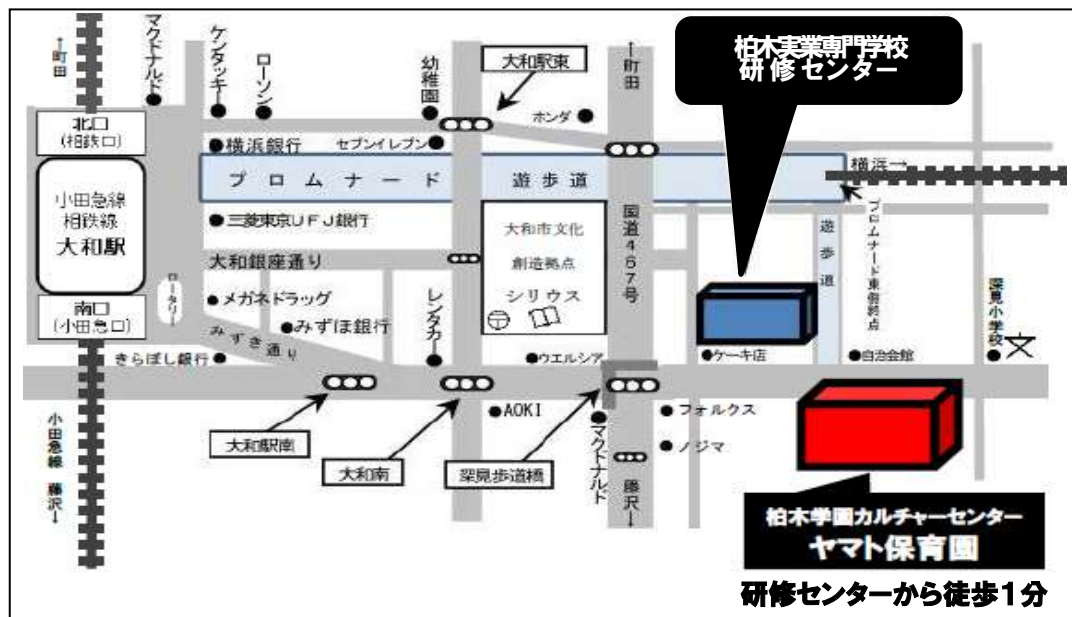 ↑町田
マクドナルド
ケンタッキー
ローソン
幼稚園
大和駅東
↑町田
柏木実業専門学校
研修センター
ホンダ
北口
(相鉄口)
横浜銀行
セブンイレブン
横浜→
プロムナード
遊歩道
小田急線
相鉄線
大和駅
三菱東京UFJ銀行
大和市文化
創造拠点
シリウス
国道467号
遊歩道
プロムナード東側終点
大和銀座通り
ロータリー
メガネドラッグ
みずほ銀行
レンタカー
深見小学校
文
南口
(小田急口)
みずき通り
きらぼし銀行
ウエルシア
ケーキ店
自治会館
AOKI
フォルクス
大和駅南
大和南
深見歩道橋
マクドナルド
ノジマ
小田急線 藤沢↓
藤沢↓
柏木学園カルチャーセンター
ヤマト保育園
研修センターから徒歩1分